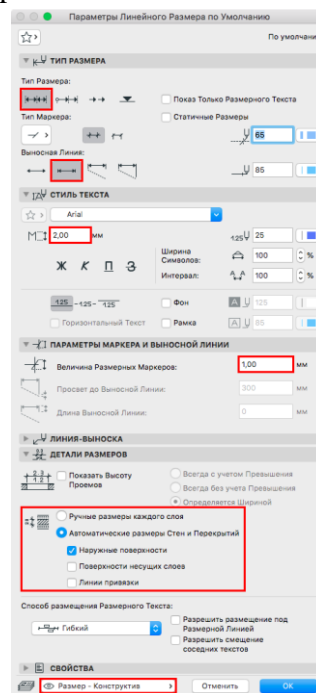 Параметры Линейного Размера по Умолчанию
По умолчани
ТИП РАЗМЕРА
Тип Размера:
Показ Только Размерного Текста
Тип Маркера:
Статичные Размеры
65
Выносная Линия:
85
СТИЛЬ ТЕКСТА
Arial
2,00 мм
25
Ширина Символов:
100 %
Ж К П З
Интервал:
100 %
125 -125- 125
Фон
125
Горизонтальный Текст
Рамка
85
ПАРАМЕТРЫ МАРКЕРА И ВЫНОСНОЙ ЛИНИИ
Величина Размерных Маркеров:
1,00 мм
Просвет до Выносной Линии:
300 мм
Длина Выносной Линии:
0 мм
ЛИНИЯ-ВЫНОСКА
ДЕТАЛИ РАЗМЕРОВ
Показать Высоту Проемов
Всегда с учетом Превышения
Всегда без учета Превышения
Определяется Шириной
Ручные размеры каждого слоя
Автоматические размеры Стен и Перекрытий
Наружные поверхности
Поверхности несущих слоев
Линии привязки
Способ размещения Размерного Текста:
Гибкий
Разрешить размещение под Размерной Линией
Разрешить смещение соседних текстов
СВОЙСТВА
Размер - Конструктив
Отменить
OK